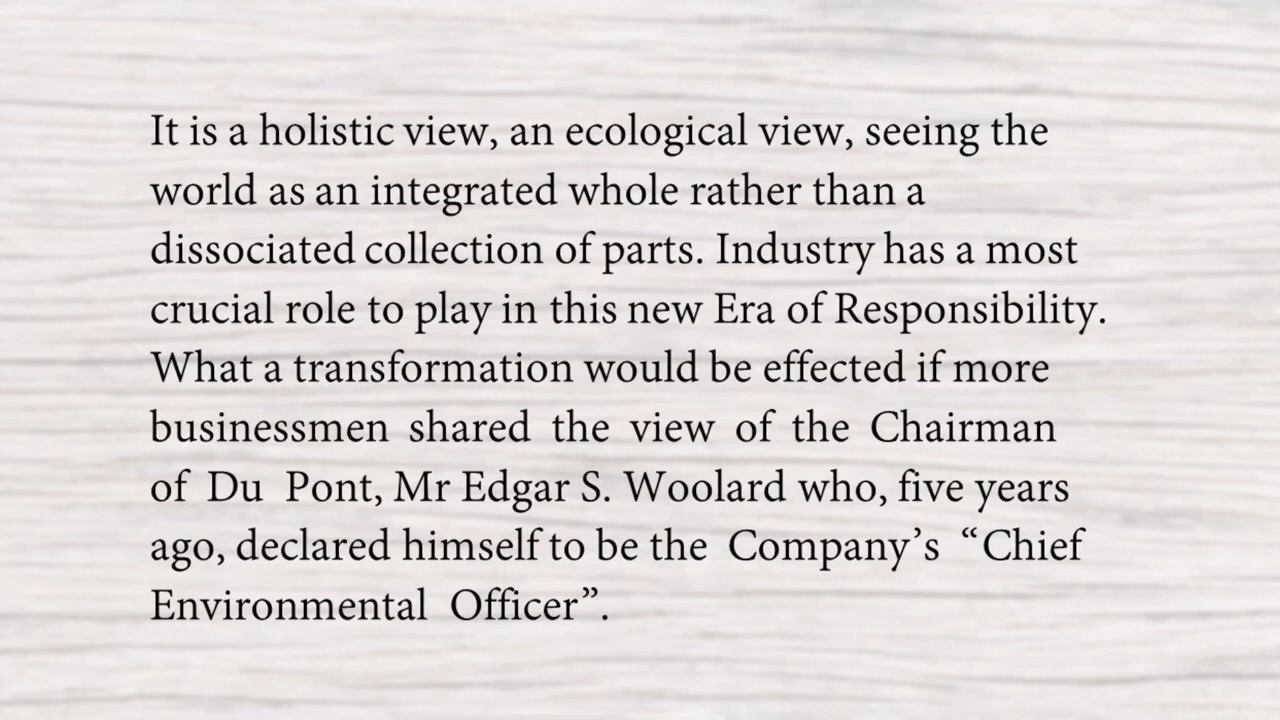 It is a holistic view, an ecological view, seeing the
world as an integrated whole rather than a
dissociated collection of parts. Industry has a most
crucial role to play in this new Era of Responsibility.
What a transformation would be effected if more
businessmen shared the view of the Chairman
of Du Pont, Mr Edgar S. Woolard who, five years
ago, declared himself to be the Company’s “Chief
Environmental Officer”.